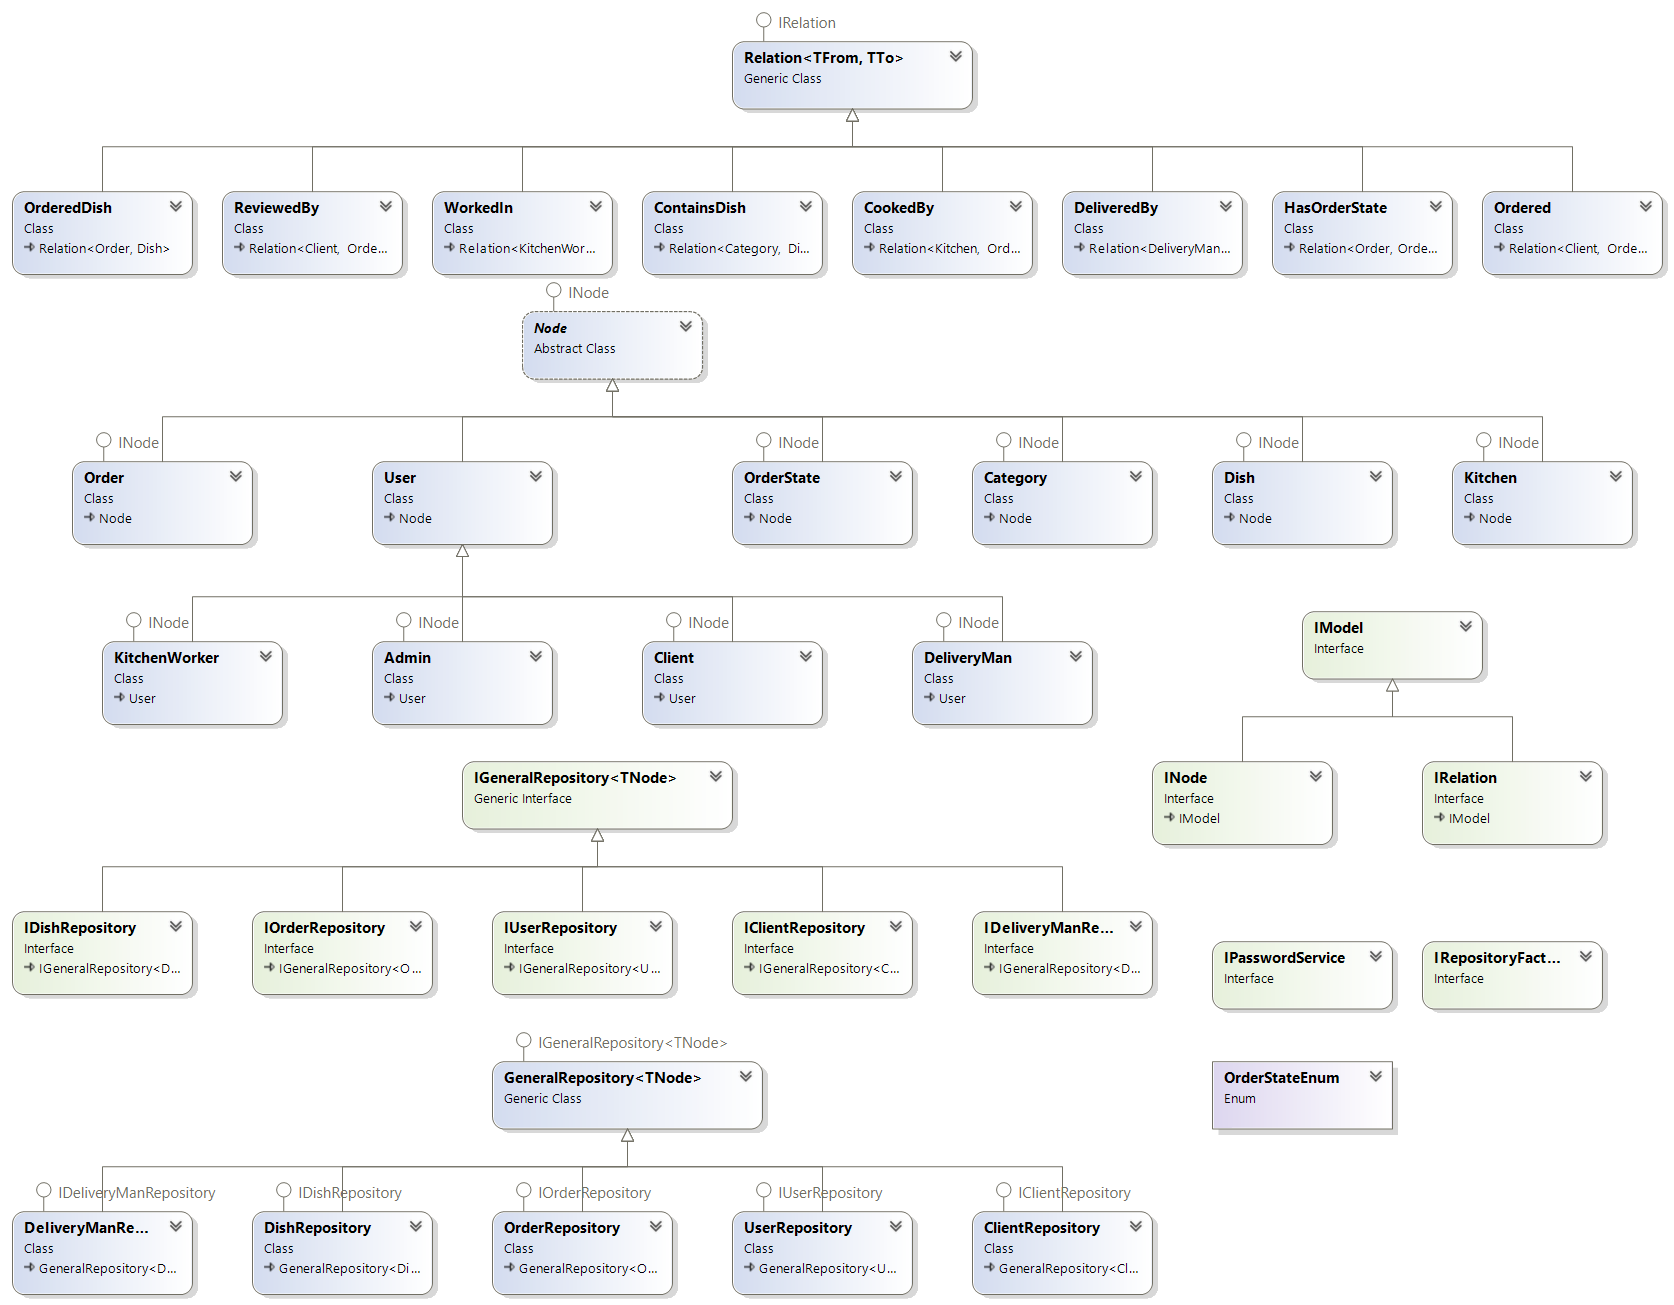 IRelation
Relation<TFrom, TTo>
Generic Class
OrderedDish
Class
Relation<Order, Dish>
ReviewedBy
Class
Relation<Client, Orde...
WorkedIn
Class
Relation<KitchenWor...
ContainsDish
Class
Relation<Category, Di...
CookedBy
Class
Relation<Kitchen, Ord...
DeliveredBy
Class
Relation<DeliveryMan...
HasOrderState
Class
Relation<Order, Orde...
Ordered
Class
Relation<Client, Orde...
INode
Node
Abstract Class
INode
Order
Class
Node
User
Class
Node
INode
OrderState
Class
Node
INode
Category
Class
Node
INode
Dish
Class
Node
INode
Kitchen
Class
Node
INode
KitchenWorker
Class
User
INode
Admin
Class
User
INode
Client
Class
User
INode
DeliveryMan
Class
User
IModel
Interface
INode
Interface
IModel
IRelation
Interface
IModel
IGeneralRepository<TNode>
Generic Interface
IDishRepository
Interface
IGeneralRepository<D...
IOrderRepository
Interface
IGeneralRepository<O...
IUserRepository
Interface
IGeneralRepository<U...
IClientRepository
Interface
IGeneralRepository<C...
IDeliveryManRe...
Interface
IGeneralRepository<D...
IPasswordService
Interface
IRepositoryFact...
Interface
IGeneralRepository<TNode>
GeneralRepository<TNode>
Generic Class
OrderStateEnum
Enum
IDeliveryManRepository
DeliveryManRe...
Class
GeneralRepository<D...
IDishRepository
DishRepository
Class
GeneralRepository<Di...
IOrderRepository
OrderRepository
Class
GeneralRepository<O...
IUserRepository
UserRepository
Class
GeneralRepository<U...
IClientRepository
ClientRepository
Class
GeneralRepository<Cl...